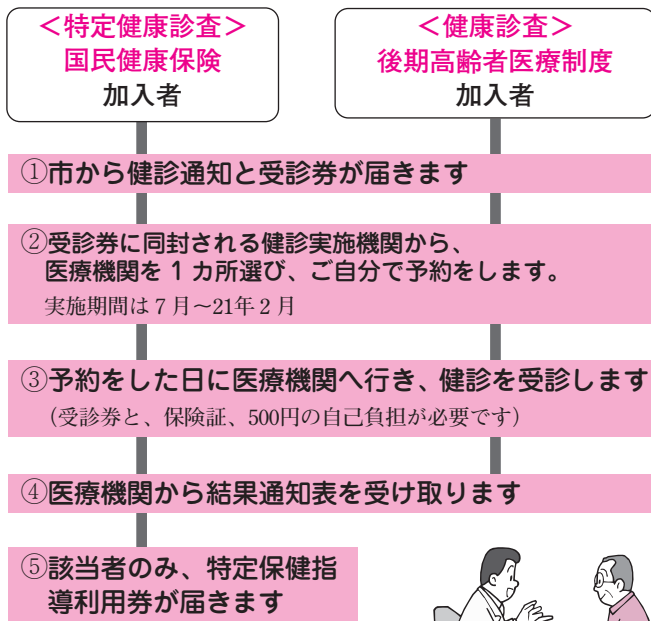 ＜特定健康診査＞
国民健康保険
加入者
＜健康診査＞
後期高齢者医療制度
加入者
①市から健診通知と受診券が届きます
②受診券に同封される健診実施機関から、
医療機関を1カ所選び、ご自分で予約をします。
実施期間は7月〜21年2月
③予約をした日に医療機関へ行き、健診を受診します
（受診券と、保険証、500円の自己負担が必要です）
④医療機関から結果通知表を受け取ります
⑤該当者のみ、特定保健指
導利用券が届きます